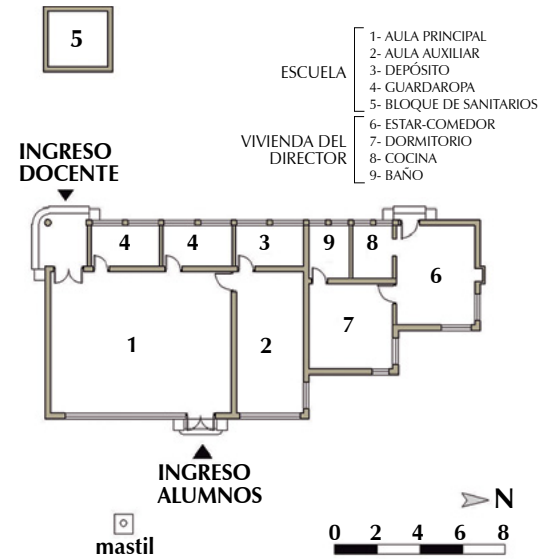 5
ESCUELA
1- AULA PRINCIPAL
2- AULA AUXILIAR
3- DEPÓSITO
4- GUARDAROPA
5- BLOQUE DE SANITARIOS
VIVIENDA DEL
DIRECTOR
6- ESTAR-COMEDOR
7- DORMITORIO
8- COCINA
9- BAÑO
INGRESO
DOCENTE
4 4 3 9 8
6
7
1 2
INGRESO
ALUMNOS
mastil
N
0 2 4 6 8